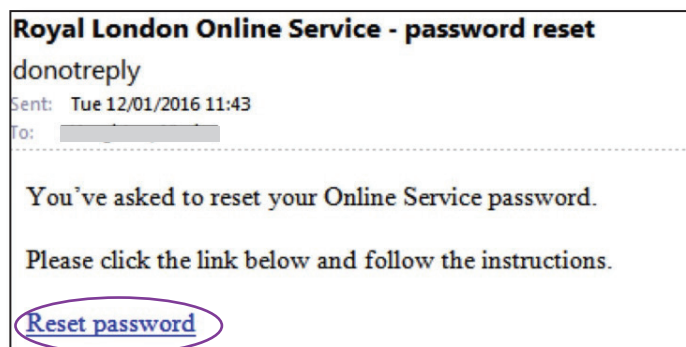 Royal London Online Service - password reset
donotreply
Sent: Tue 12/01/2016 11:43
To:
You've asked to reset your Online Service password.
Please click the link below and follow the instructions.
Reset password